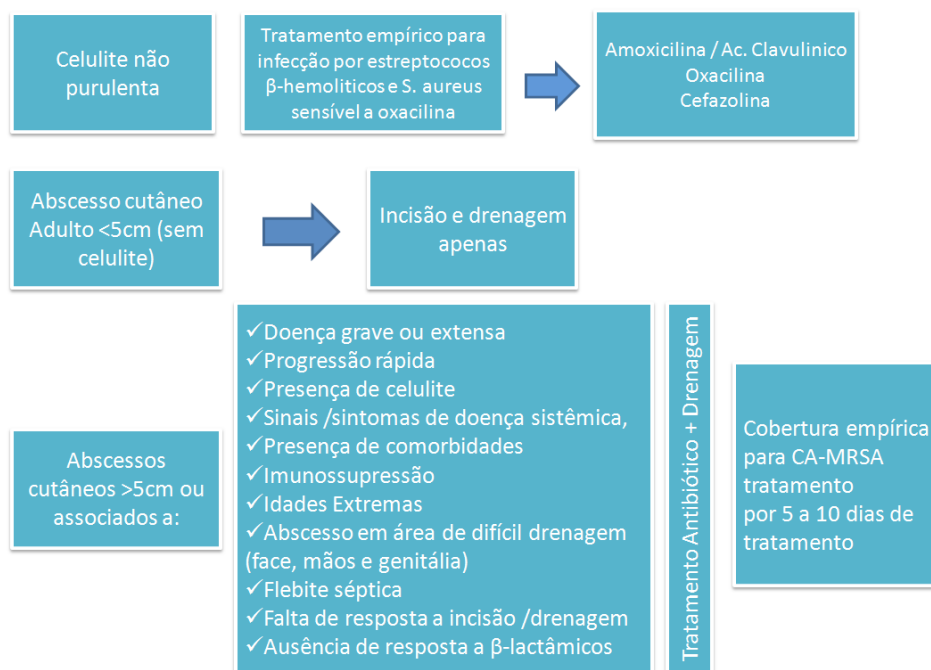 Celulite não
purulenta
Tratamento empírico para
infecção por estreptococos
β-hemoliticos e S. aureus
sensível a oxacilina
Amoxicilina / Ac. Clavulinico
Oxacilina
Cefazolina
Abscesso cutâneo
Adulto <5cm (sem
celulite)
Incisão e drenagem
apenas
Abscessos
cutâneos >5cm ou
associados a:
✓Doença grave ou extensa
✓Progressão rápida
✓Presença de celulite
✓Sinais /sintomas de doença sistêmica,
✓Presença de comorbidades
✓Imunossupressão
✓Idades Extremas
✓Abscesso em área de difícil drenagem
(face, mãos e genitália)
✓Flebite séptica
✓Falta de resposta a incisão /drenagem
✓Ausência de resposta a β-lactâmicos
Tratamento Antibiótico + Drenagem
Cobertura empírica
para CA-MRSA
tratamento
por 5 a 10 dias de
tratamento